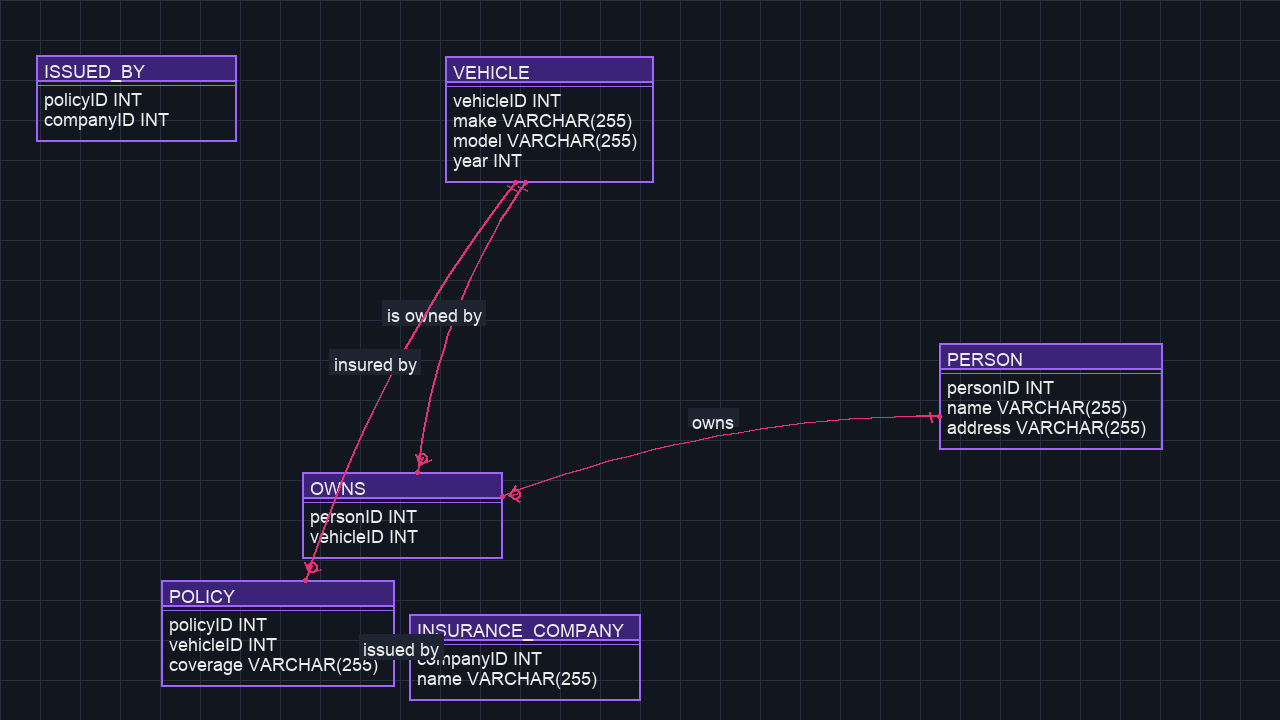 ISSUED_BY
policyID INT
companyID INT
VEHICLE
vehicleID INT
make VARCHAR(255)
model VARCHAR(255)
year INT
is owned by
insured by
PERSON
personID INT
name VARCHAR(255)
address VARCHAR(255)
owns
OWNS
personID INT
vehicleID INT
POLICY
policyID INT
vehicleID INT
coverage VARCHAR(255)
issued by
INSURANCE_COMPANY
companyID INT
name VARCHAR(255)